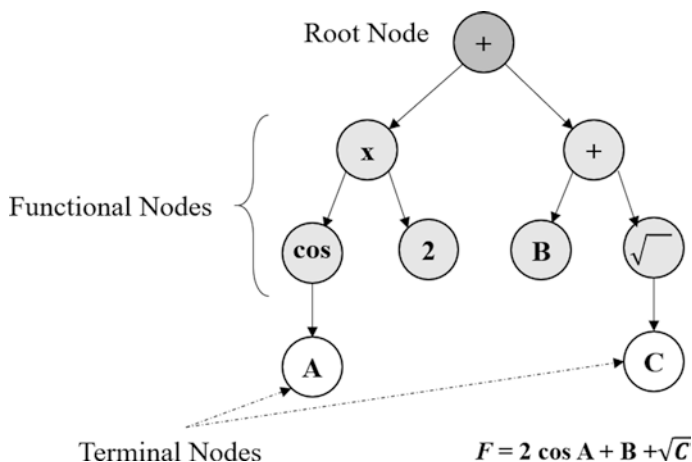 Root Node
+
x
+
Functional Nodes
cos
2
B
√
A
C
Terminal Nodes
F = 2 cos A + B +√C